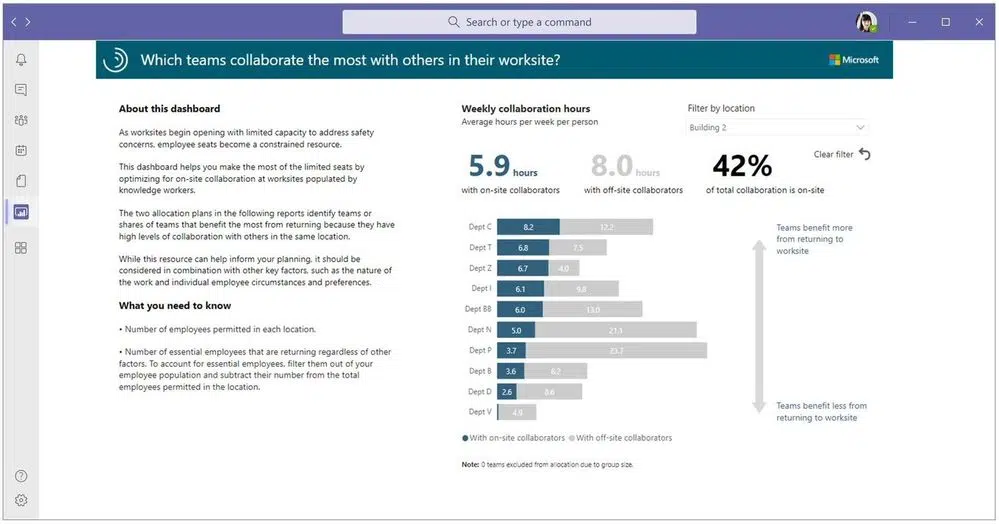 Search or type a command
Which teams collaborate the most with others in their worksite?
Microsoft
About this dashboard
As worksites begin opening with limited capacity to address safety
concerns, employee seats become a constrained resource.
This dashboard helps you make the most of the limited seats by
optimizing for on-site collaboration at worksites populated by
knowledge workers.
The two allocation plans in the following reports identify teams or
shares of teams that benefit the most from returning because they have
high levels of collaboration with others in the same location.
While this resource can help inform your planning, it should be
considered in combination with other key factors, such as the nature of
the work and individual employee circumstances and preferences.
What you need to know
• Number of employees permitted in each location.
• Number of essential employees that are returning regardless of other
factors. To account for essential employees, filter them out of your
employee population and subtract their number from the total
employees permitted in the location.
Weekly collaboration hours
Average hours per week per person
Filter by location
Building 2
Clear filter
5.9 hours
with on-site collaborators
8.0 hours
with off-site collaborators
42%
of total collaboration is on-site
Dept C 8.2 12.2
Dept T 6.8 7.5
Dept Z 6.7 4.0
Dept I 6.1 9.8
Dept BB 6.0 13.0
Dept N 5.0 21.1
Dept P 3.7 23.7
Dept B 3.6 8.2
Dept D 2.6 8.6
Dept V 4.9
Teams benefit more
from returning to
worksite
Teams benefit less from
returning to worksite
With on-site collaborators With off-site collaborators
Note: 0 teams excluded from allocation due to group size.